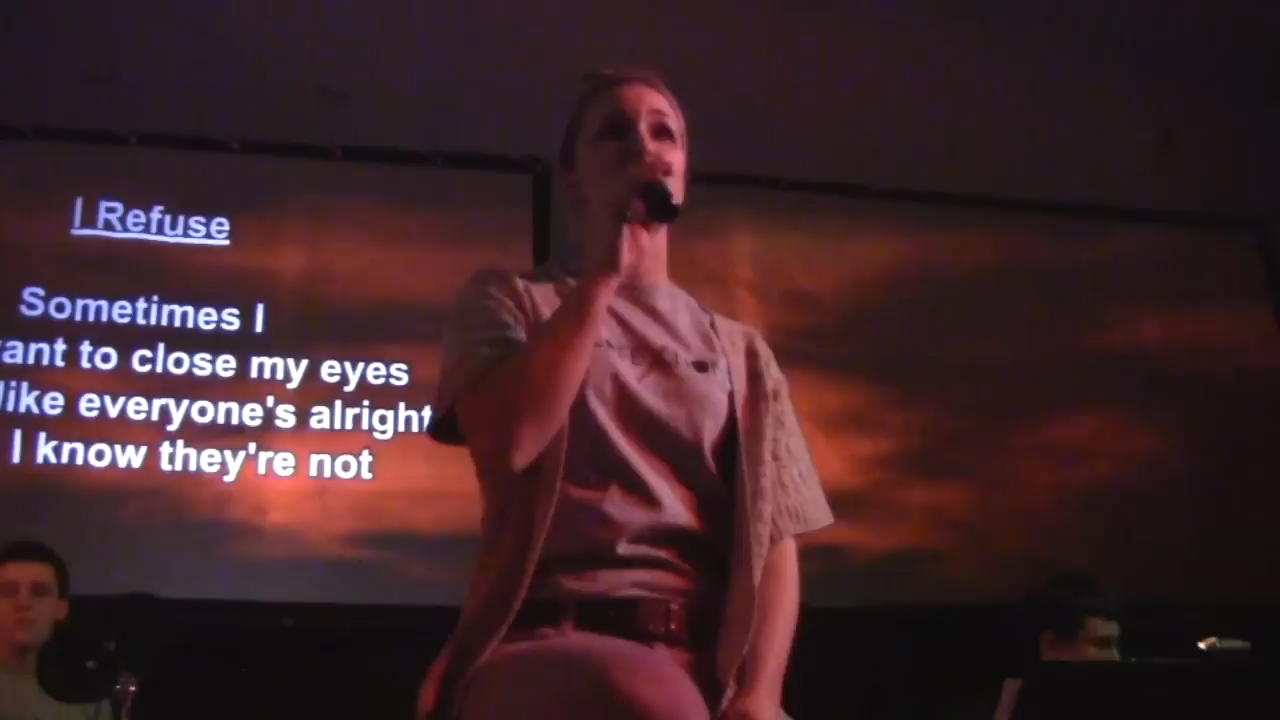 I Refuse
Sometimes I
ant to close my eyes
like everyone's alright
I know they're not